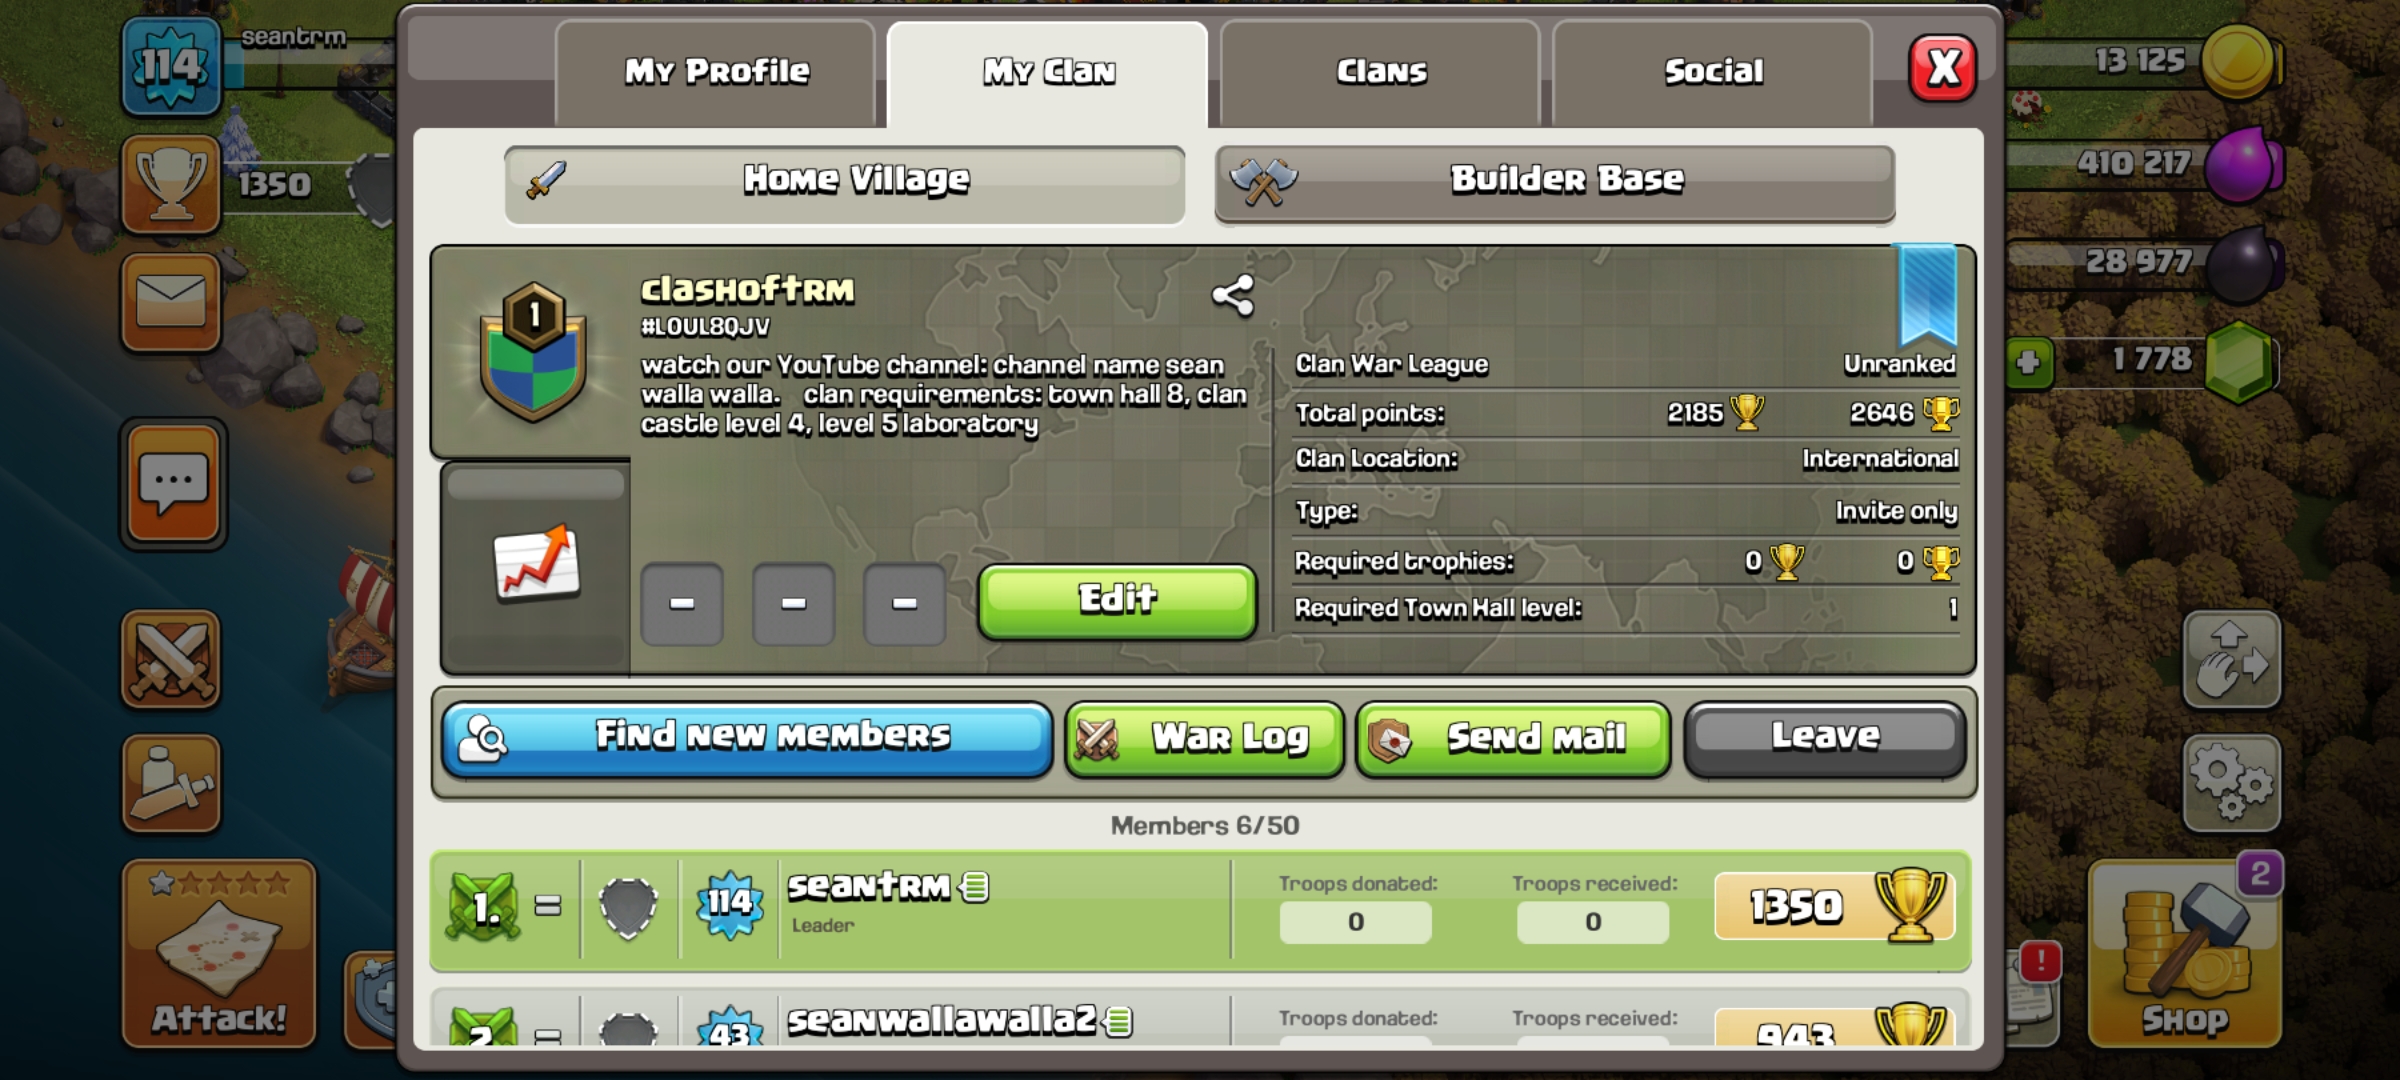 114
seantrm
1350
My Profile
My Clan
Clans
Social
X
13 125
410 217
28 977
1 778
Home Village
Builder Base
1
clashoftrm
#L0UL8QJV
watch our YouTube channel: channel name sean
walla walla.   clan requirements: town hall 8, clan
castle level 4, level 5 laboratory
Edit
Clan War League
Unranked
Total points:
2185
2646
Clan Location:
International
Type:
Invite only
Required trophies:
0
0
Required Town Hall level:
1
Find new members
War Log
Send mail
Leave
Members 6/50
1.
114
seantrm
Leader
Troops donated:
0
Troops received:
0
1350
2.
43
seanwallawalla2
Troops donated:
Troops received:
943
Attack!
!
2
Shop